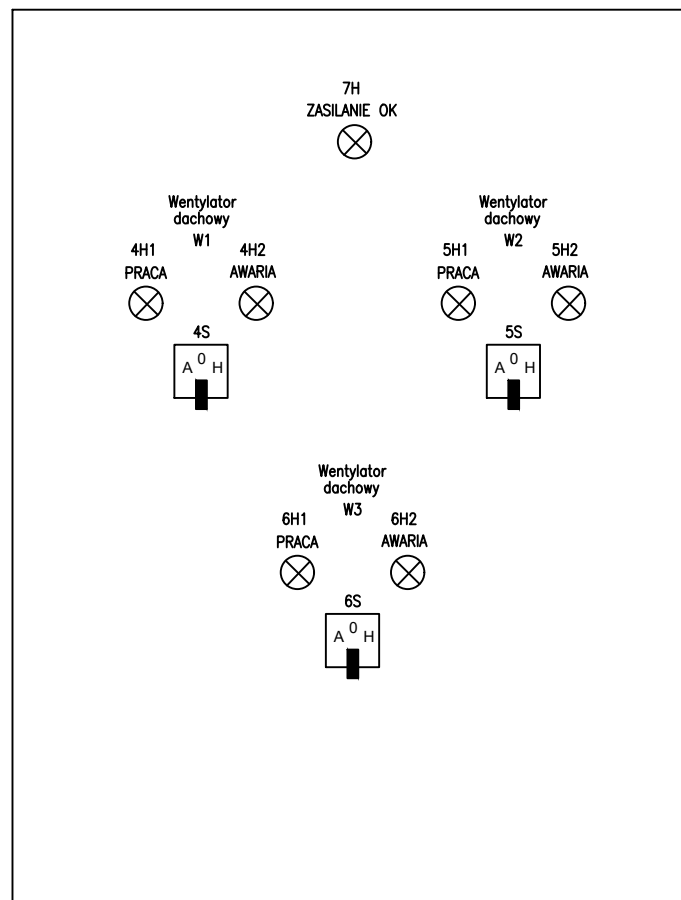 7H
ZASILANIE OK
Wentylator
dachowy
W1
4H1
PRACA
4H2
AWARIA
4S
A 0 H
Wentylator
dachowy
W2
5H1
PRACA
5H2
AWARIA
5S
A 0 H
Wentylator
dachowy
W3
6H1
PRACA
6H2
AWARIA
6S
A 0 H